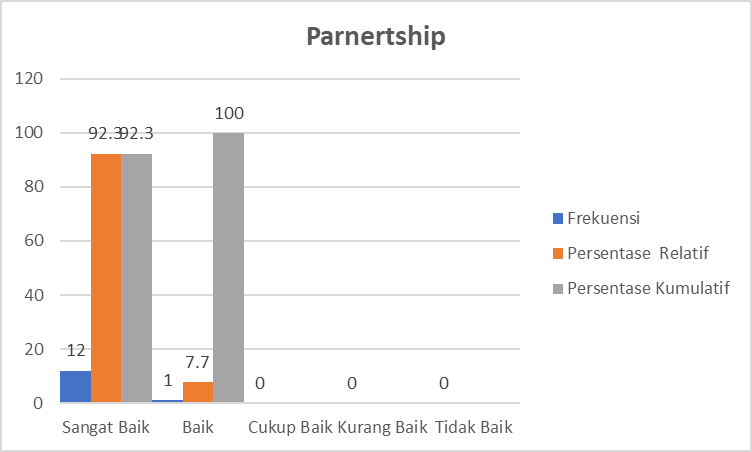 Parnertship
120
100
80
60
40
20
0
12
92.3
92.3
1
7.7
100
0
0
0
Sangat Baik
Baik
Cukup Baik
Kurang Baik
Tidak Baik
Frekuensi
Persentase Relatif
Persentase Kumulatif